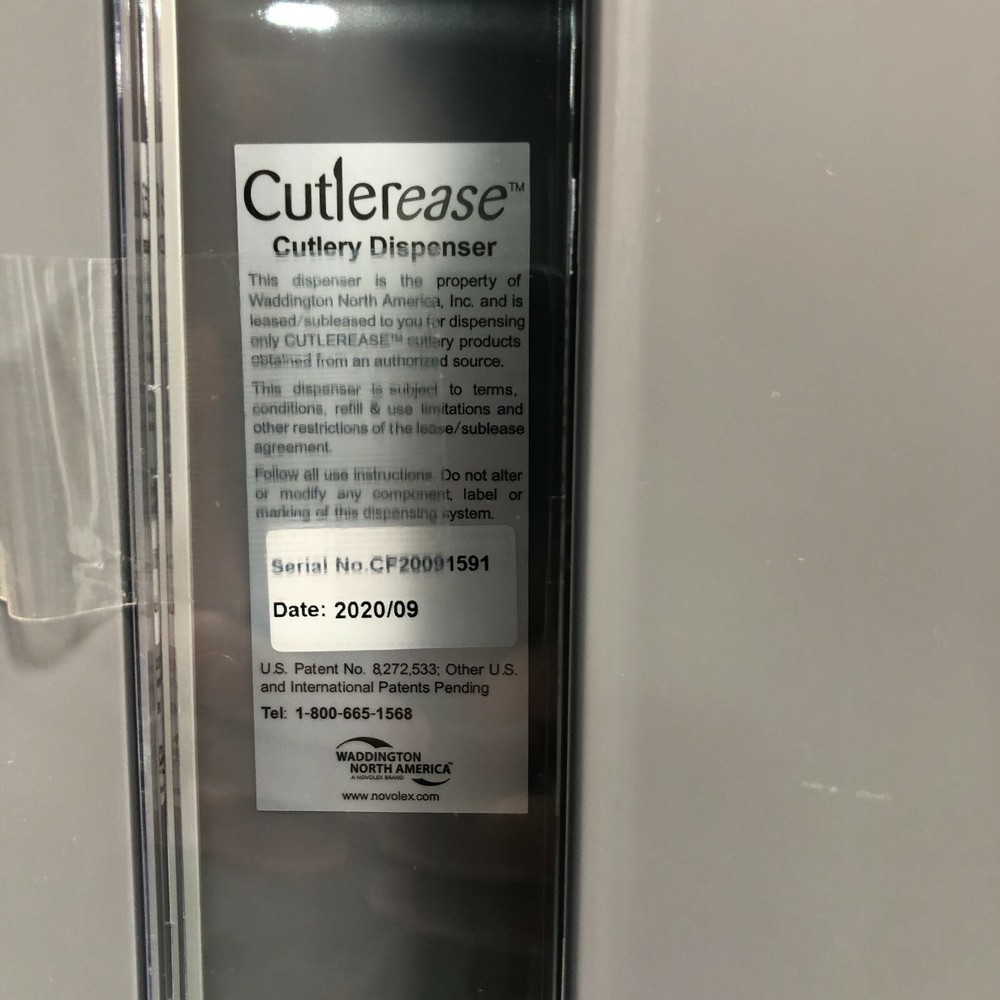 Cutlerease™
Cutlery Dispenser
This dispenser is the property of
Waddington North America, Inc. and is
leased/subleased to you for dispensing
only CUTLEREASE™ cutlery products
obtained from an authorized source.
This dispenser is subject to terms,
conditions, refill & use limitations and
other restrictions of the lease/sublease
agreement.
Follow all use instructions. Do not alter
or modify any component, label or
marking of this dispensing system.
Serial No.CF20091591
Date: 2020/09
U.S. Patent No. 8,272,533; Other U.S.
and International Patents Pending
Tel: 1-800-665-1568
WADDINGTON
NORTH AMERICA™
A NOVOLEX BRAND
www.novolex.com